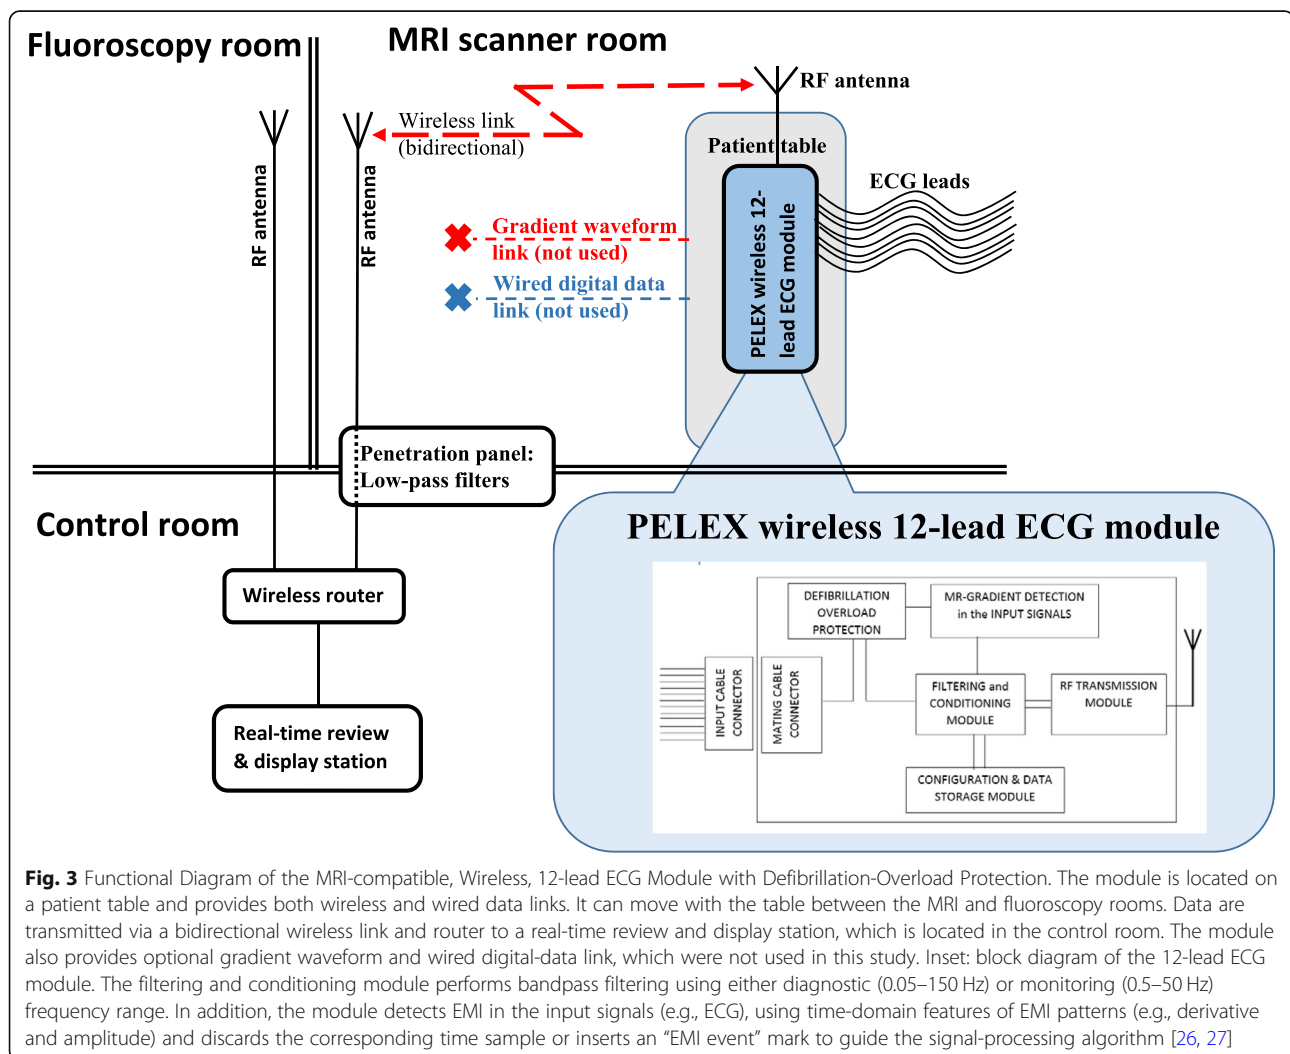 Fluoroscopy room
MRI scanner room
RF antenna
Wireless link
(bidirectional)
Patient table
ECG leads
RF antenna
RF antenna
Gradient waveform
link (not used)
Wired digital data
link (not used)
PELEX wireless 12-
lead ECG module
Penetration panel:
Low-pass filters
Control room
Wireless router
Real-time review
& display station
PELEX wireless 12-lead ECG module
DEFIBRILLATION
OVERLOAD
PROTECTION
MR-GRADIENT DETECTION
in the INPUT SIGNALS
INPUT CABLE
CONNECTOR
MATING CABLE
CONNECTOR
FILTERING and
CONDITIONING
MODULE
RF TRANSMISSION
MODULE
CONFIGURATION & DATA
STORAGE MODULE
Fig. 3 Functional Diagram of the MRI-compatible, Wireless, 12-lead ECG Module with Defibrillation-Overload Protection. The module is located on
a patient table and provides both wireless and wired data links. It can move with the table between the MRI and fluoroscopy rooms. Data are
transmitted via a bidirectional wireless link and router to a real-time review and display station, which is located in the control room. The module
also provides optional gradient waveform and wired digital-data link, which were not used in this study. Inset: block diagram of the 12-lead ECG
module. The filtering and conditioning module performs bandpass filtering using either diagnostic (0.05–150 Hz) or monitoring (0.5–50 Hz)
frequency range. In addition, the module detects EMI in the input signals (e.g., ECG), using time-domain features of EMI patterns (e.g., derivative
and amplitude) and discards the corresponding time sample or inserts an “EMI event” mark to guide the signal-processing algorithm [26, 27]